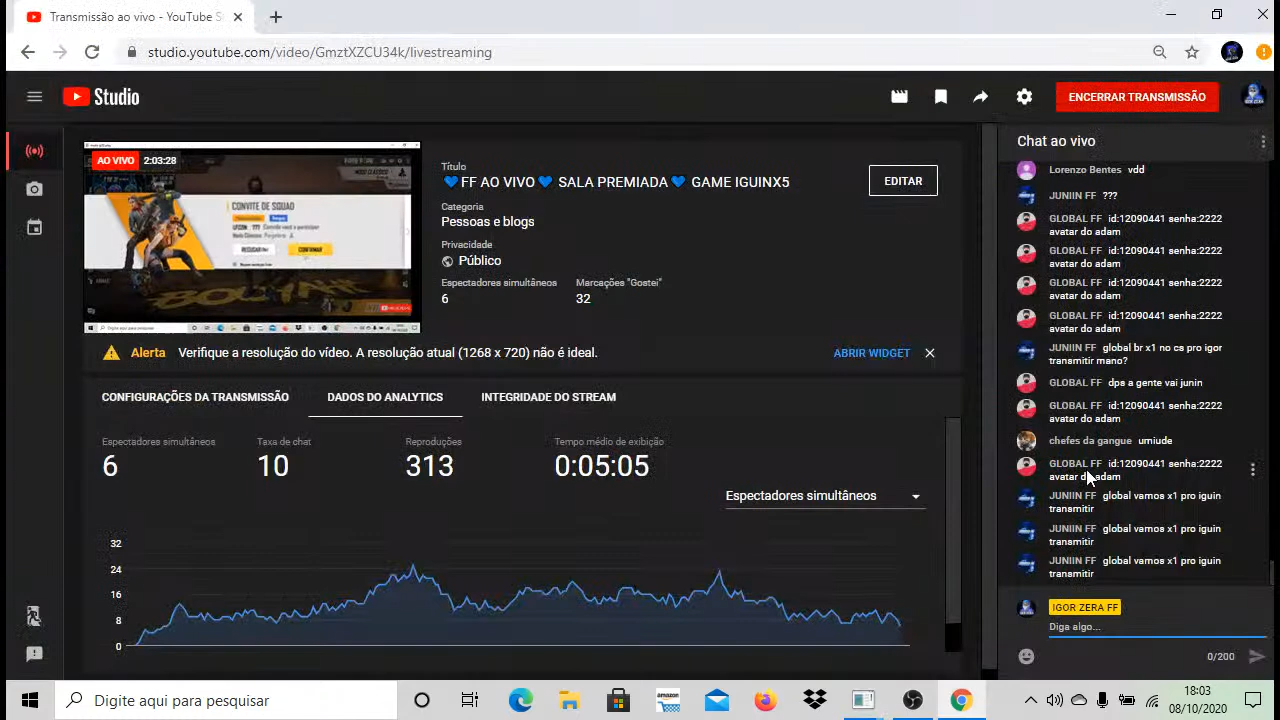 Transmissão ao vivo - YouTube S
studio.youtube.com/video/GmztXZCU34k/livestreaming
Studio
ENCERRAR TRANSMISSÃO
AO VIVO 2:03:28
CONVITE DE SQUAD
CONFIRMAR
Título
💙FF AO VIVO💙 SALA PREMIADA💙 GAME IGUINX5
EDITAR
Categoria
Pessoas e blogs
Privacidade
Público
Espectadores simultâneos
Marcações "Gostei"
6
32
Alerta Verifique a resolução do vídeo. A resolução atual (1268 x 720) não é ideal.
ABRIR WIDGET
CONFIGURAÇÕES DA TRANSMISSÃO
DADOS DO ANALYTICS
INTEGRIDADE DO STREAM
Espectadores simultâneos
Taxa de chat
Reproduções
Tempo médio de exibição
6
10
313
0:05:05
Espectadores simultâneos
32
24
16
8
0
Chat ao vivo
Lorenzo Bentes vdd
JUNIIN FF ???
GLOBAL FF id:12090441 senha:2222
avatar do adam
GLOBAL FF id:12090441 senha:2222
avatar do adam
GLOBAL FF id:12090441 senha:2222
avatar do adam
GLOBAL FF id:12090441 senha:2222
avatar do adam
JUNIIN FF global br x1 no cs pro igor
transmitir mano?
GLOBAL FF dps a gente vai junin
GLOBAL FF id:12090441 senha:2222
avatar do adam
chefes da gangue umiude
GLOBAL FF id:12090441 senha:2222
avatar do adam
JUNIIN FF global vamos x1 pro iguin
transmitir
JUNIIN FF global vamos x1 pro iguin
transmitir
JUNIIN FF global vamos x1 pro iguin
transmitir
IGOR ZERA FF
Diga algo...
0/200
Digite aqui para pesquisar
amazon
18:03
08/10/2020